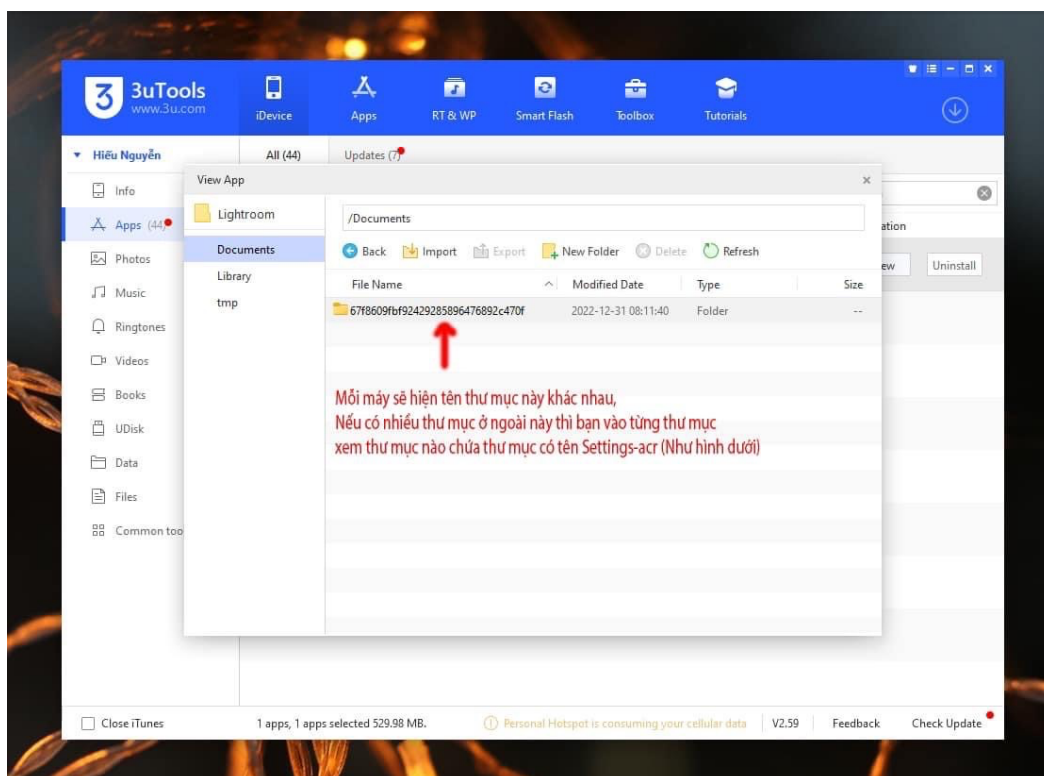 3 3uTools
www.3u.com
iDevice
Apps
RT & WP
Smart Flash
Toolbox
Tutorials
Hiếu Nguyễn
All (44)
Updates (7)
Info
Apps (44)
Photos
Music
Ringtones
Videos
Books
UDisk
Data
Files
Common too
View App
Lightroom
Documents
Library
tmp
/Documents
Back
Import
Export
New Folder
Delete
Refresh
File Name
Modified Date
Type
Size
67f8609fbf92429285896476892c470f
2022-12-31 08:11:40
Folder
--
Mỗi máy sẽ hiện tên thư mục này khác nhau,
Nếu có nhiều thư mục ở ngoài này thì bạn vào từng thư mục
xem thư mục nào chứa thư mục có tên Settings-acr (Như hình dưới)
ation
ew
Uninstall
Close iTunes
1 apps, 1 apps selected 529.98 MB.
Personal Hotspot is consuming your cellular data
V2.59
Feedback
Check Update